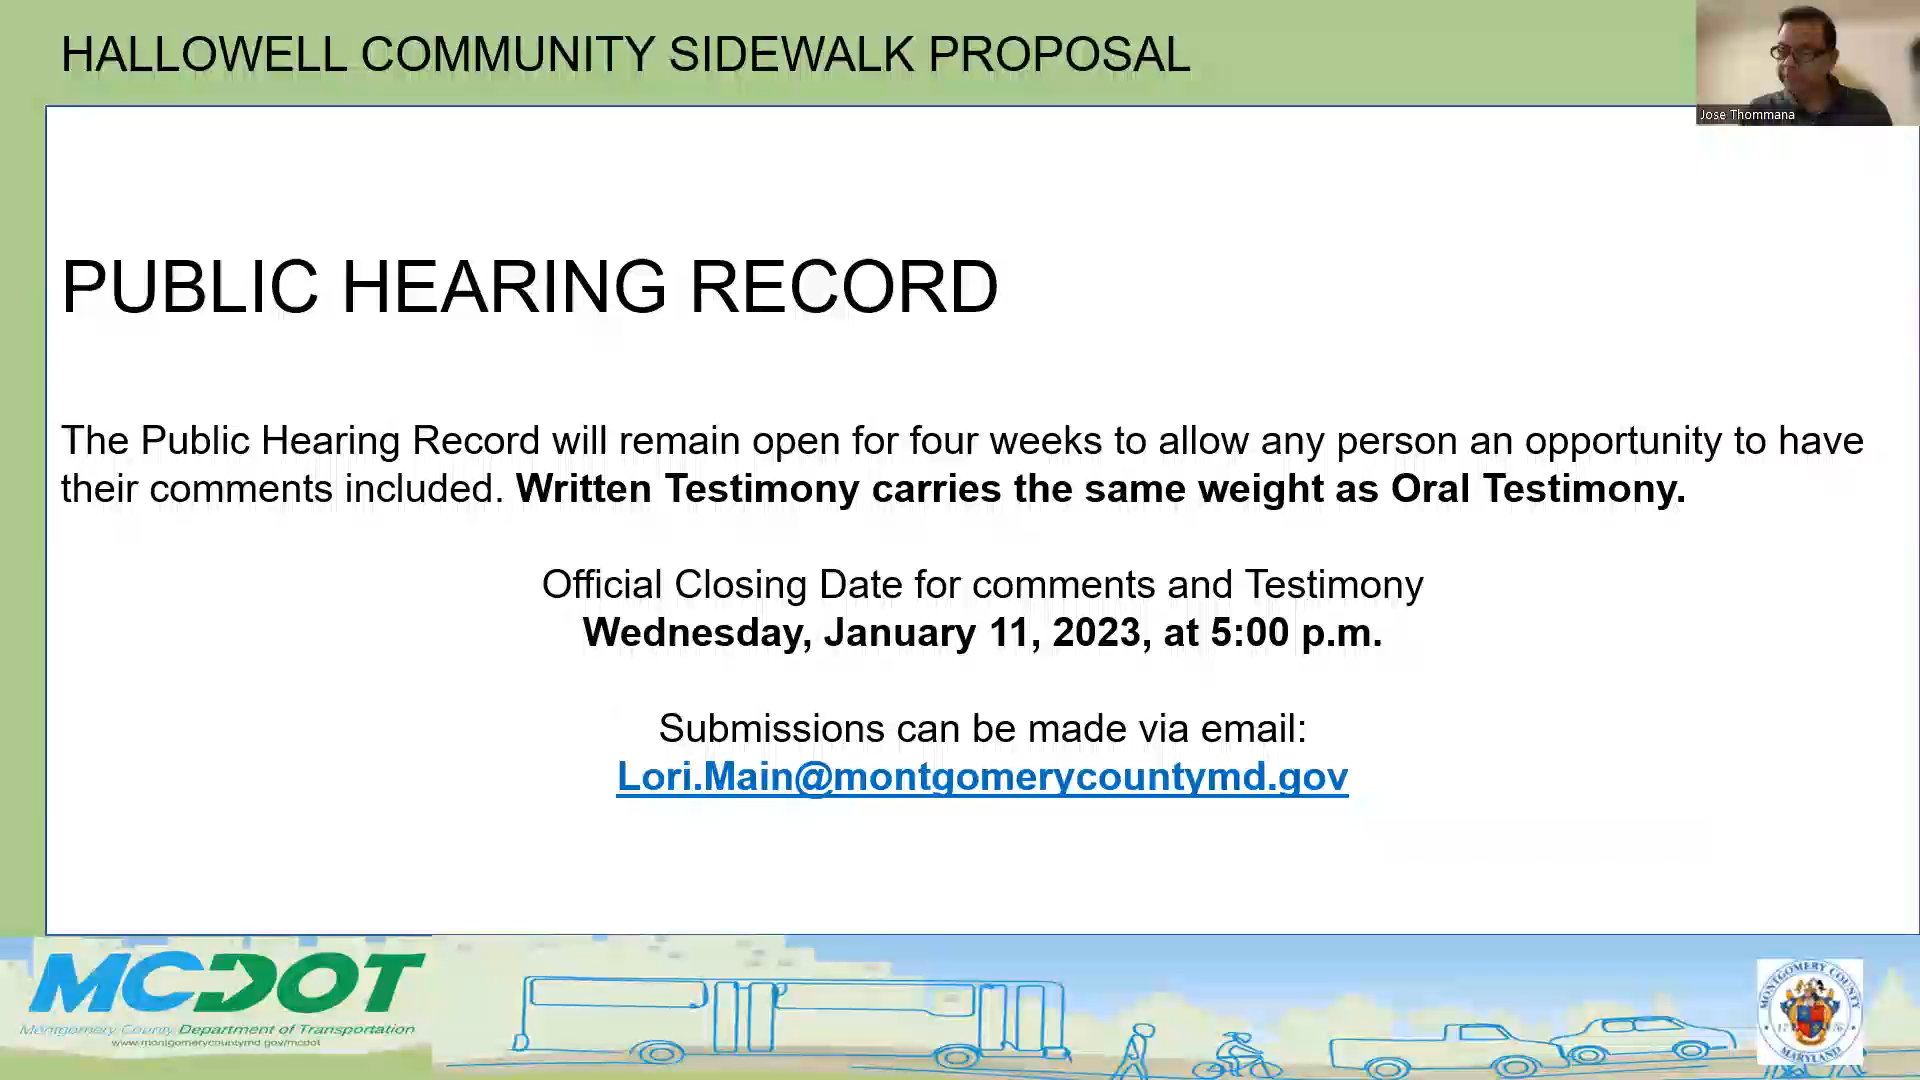 HALLOWELL COMMUNITY SIDEWALK PROPOSAL
Jose Thommana
PUBLIC HEARING RECORD
The Public Hearing Record will remain open for four weeks to allow any person an opportunity to have
their comments included. Written Testimony carries the same weight as Oral Testimony.
Official Closing Date for comments and Testimony
Wednesday, January 11, 2023, at 5:00 p.m.
Submissions can be made via email:
Lori.Main@montgomerycountymd.gov
MCDOT
Montgomery County Department of Transportation
www.montgomerycountymd.gov/mcdot
MONTGOMERY COUNTY
MARYLAND